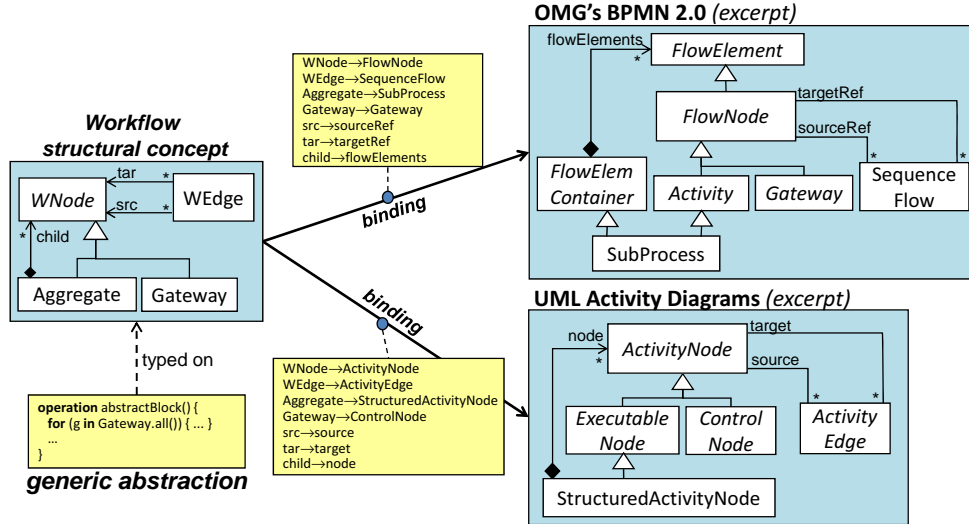 Workflow
structural concept
WNode
tar
*
src
*
WEdge
*
child
Aggregate
Gateway
typed on
operation abstractBlock() {
for (g in Gateway.all()) { ... }
...
}
generic abstraction
WNode→FlowNode
WEdge→SequenceFlow
Aggregate→SubProcess
Gateway→Gateway
src→sourceRef
tar→targetRef
child→flowElements
binding
binding
WNode→ActivityNode
WEdge→ActivityEdge
Aggregate→StructuredActivityNode
Gateway→ControlNode
src→source
tar→target
child→node
OMG's BPMN 2.0 (excerpt)
flowElements
*
FlowElement
FlowNode
targetRef
sourceRef
*
*
FlowElem
Container
Activity
Gateway
Sequence
Flow
SubProcess
UML Activity Diagrams (excerpt)
node
*
ActivityNode
target
source
*
*
Executable
Node
Control
Node
Activity
Edge
StructuredActivityNode